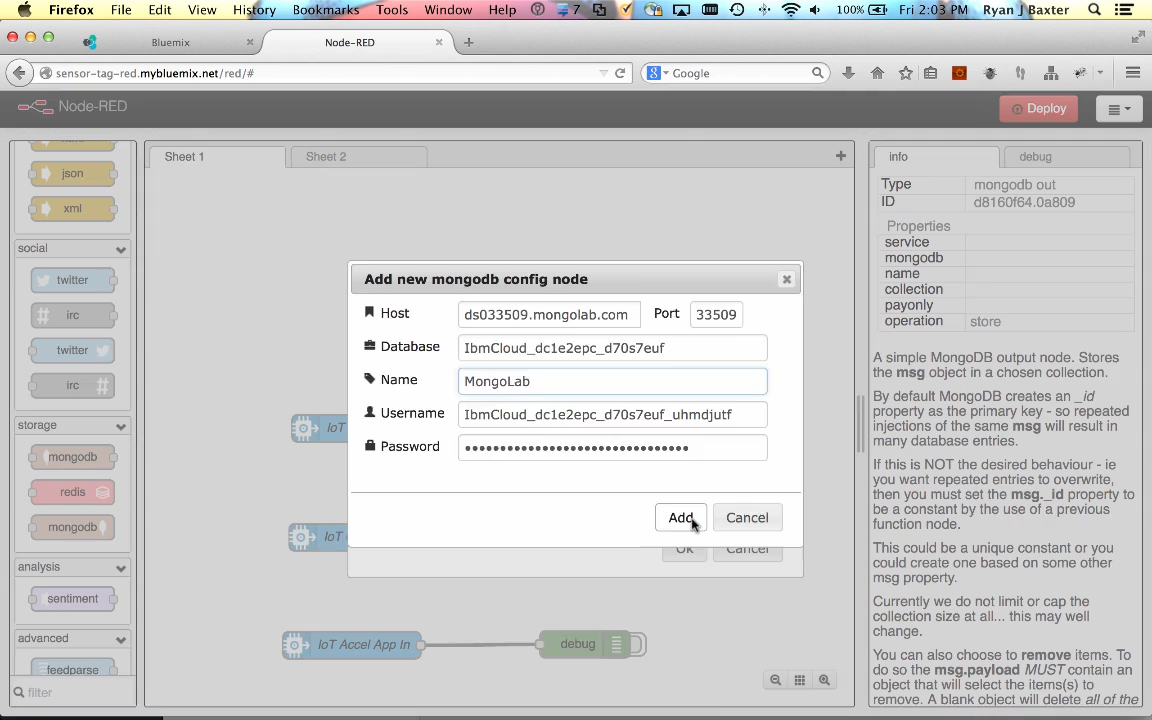 Firefox File Edit View History Bookmarks Tools Window Help 7 100% Fri 2:03 PM Ryan J Baxter
Bluemix
Node-RED
sensor-tag-red.mybluemix.net/red/#
Google
Node-RED
Deploy
json
xml
social
twitter
irc
twitter
irc
storage
mongodb
redis
mongodb
analysis
sentiment
advanced
feedparse
filter
Sheet 1
Sheet 2
IoT
IoT
IoT Accel App In
debug
Add new mongodb config node
Host ds033509.mongolab.com Port 33509
Database IbmCloud_dc1e2epc_d70s7euf
Name MongoLab
Username IbmCloud_dc1e2epc_d70s7euf_uhmdjutf
Password
Add Cancel
Ok Cancel
info
debug
Type mongodb out
ID d8160f64.0a809
Properties
service
mongodb
name
collection
payonly
operation store
A simple MongoDB output node. Stores
the msg object in a chosen collection.
By default MongoDB creates an _id
property as the primary key - so repeated
injections of the same msg will result in
many database entries.
If this is NOT the desired behaviour - ie
you want repeated entries to overwrite,
then you must set the msg._id property to
be a constant by the use of a previous
function node.
This could be a unique constant or you
could create one based on some other
msg property.
Currently we do not limit or cap the
collection size at all... this may well
change.
You can also choose to remove items. To
do so the msg.payload MUST contain an
object that will select the items(s) to
remove. A blank object will delete all of the